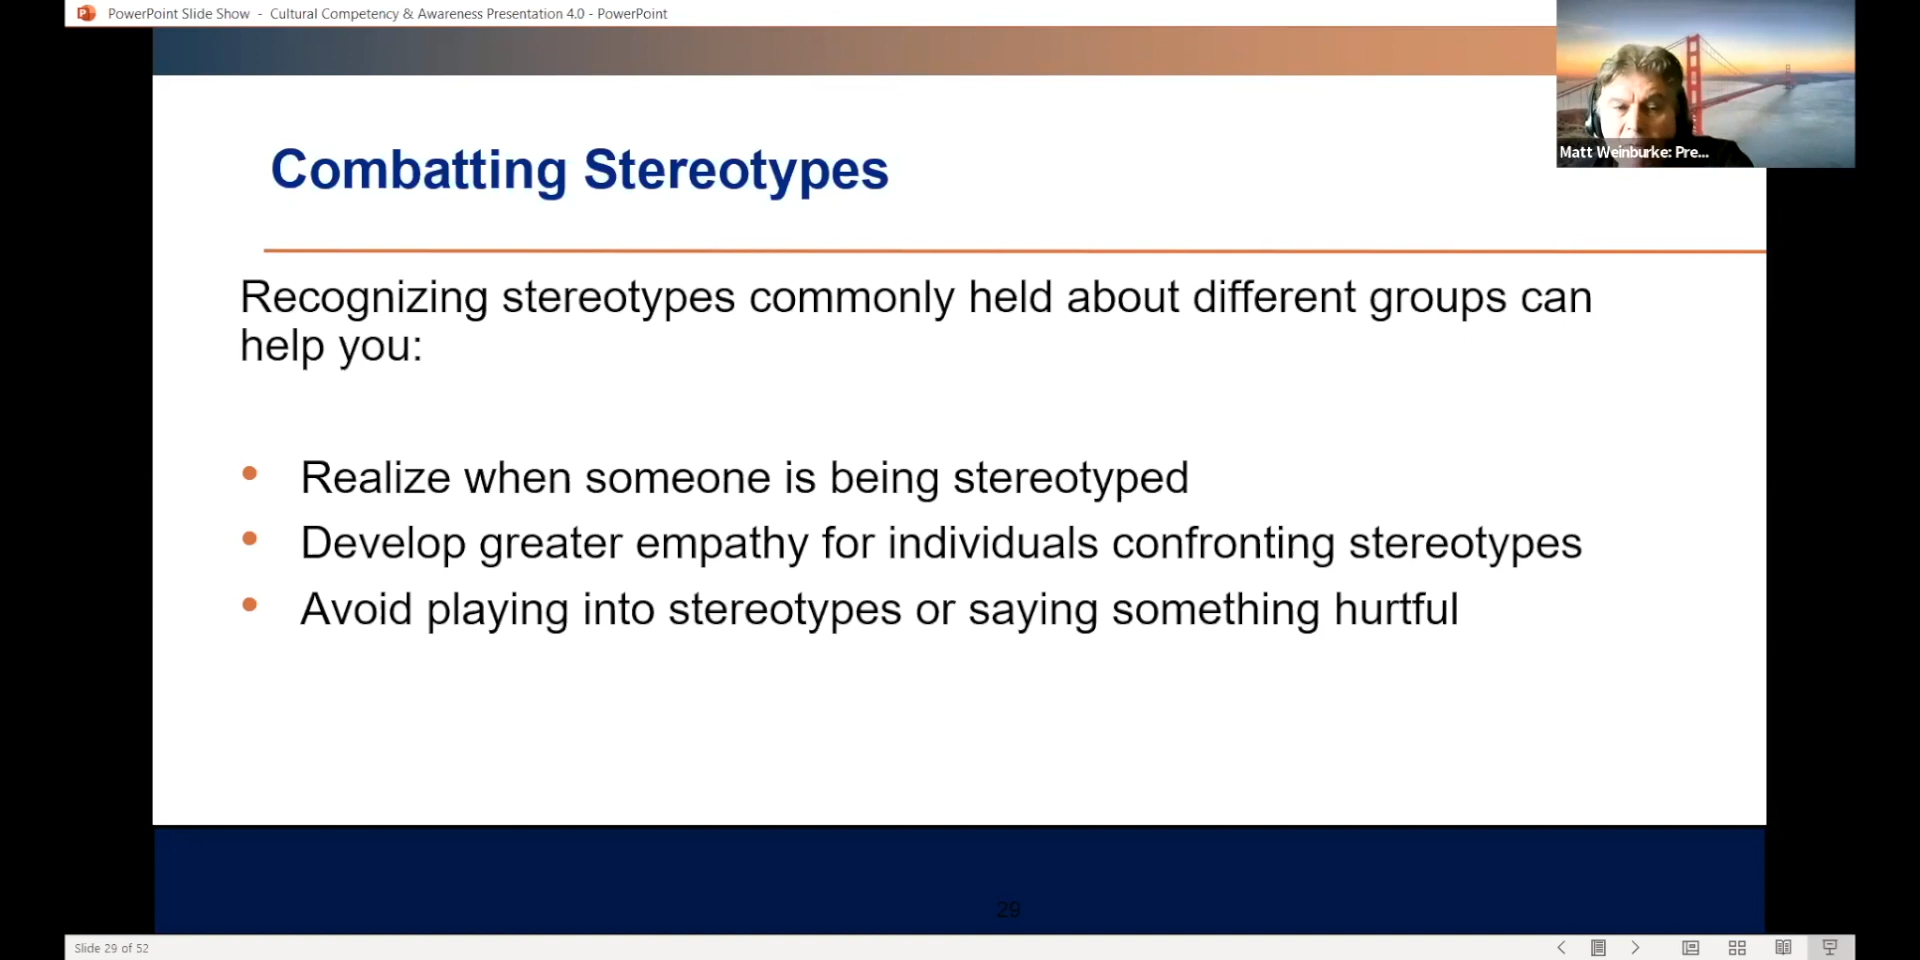 PowerPoint Slide Show - Cultural Competency & Awareness Presentation 4.0 - PowerPoint
Matt Weinburke: Pre...
Combatting Stereotypes
Recognizing stereotypes commonly held about different groups can
help you:
• Realize when someone is being stereotyped
• Develop greater empathy for individuals confronting stereotypes
• Avoid playing into stereotypes or saying something hurtful
29
Slide 29 of 52